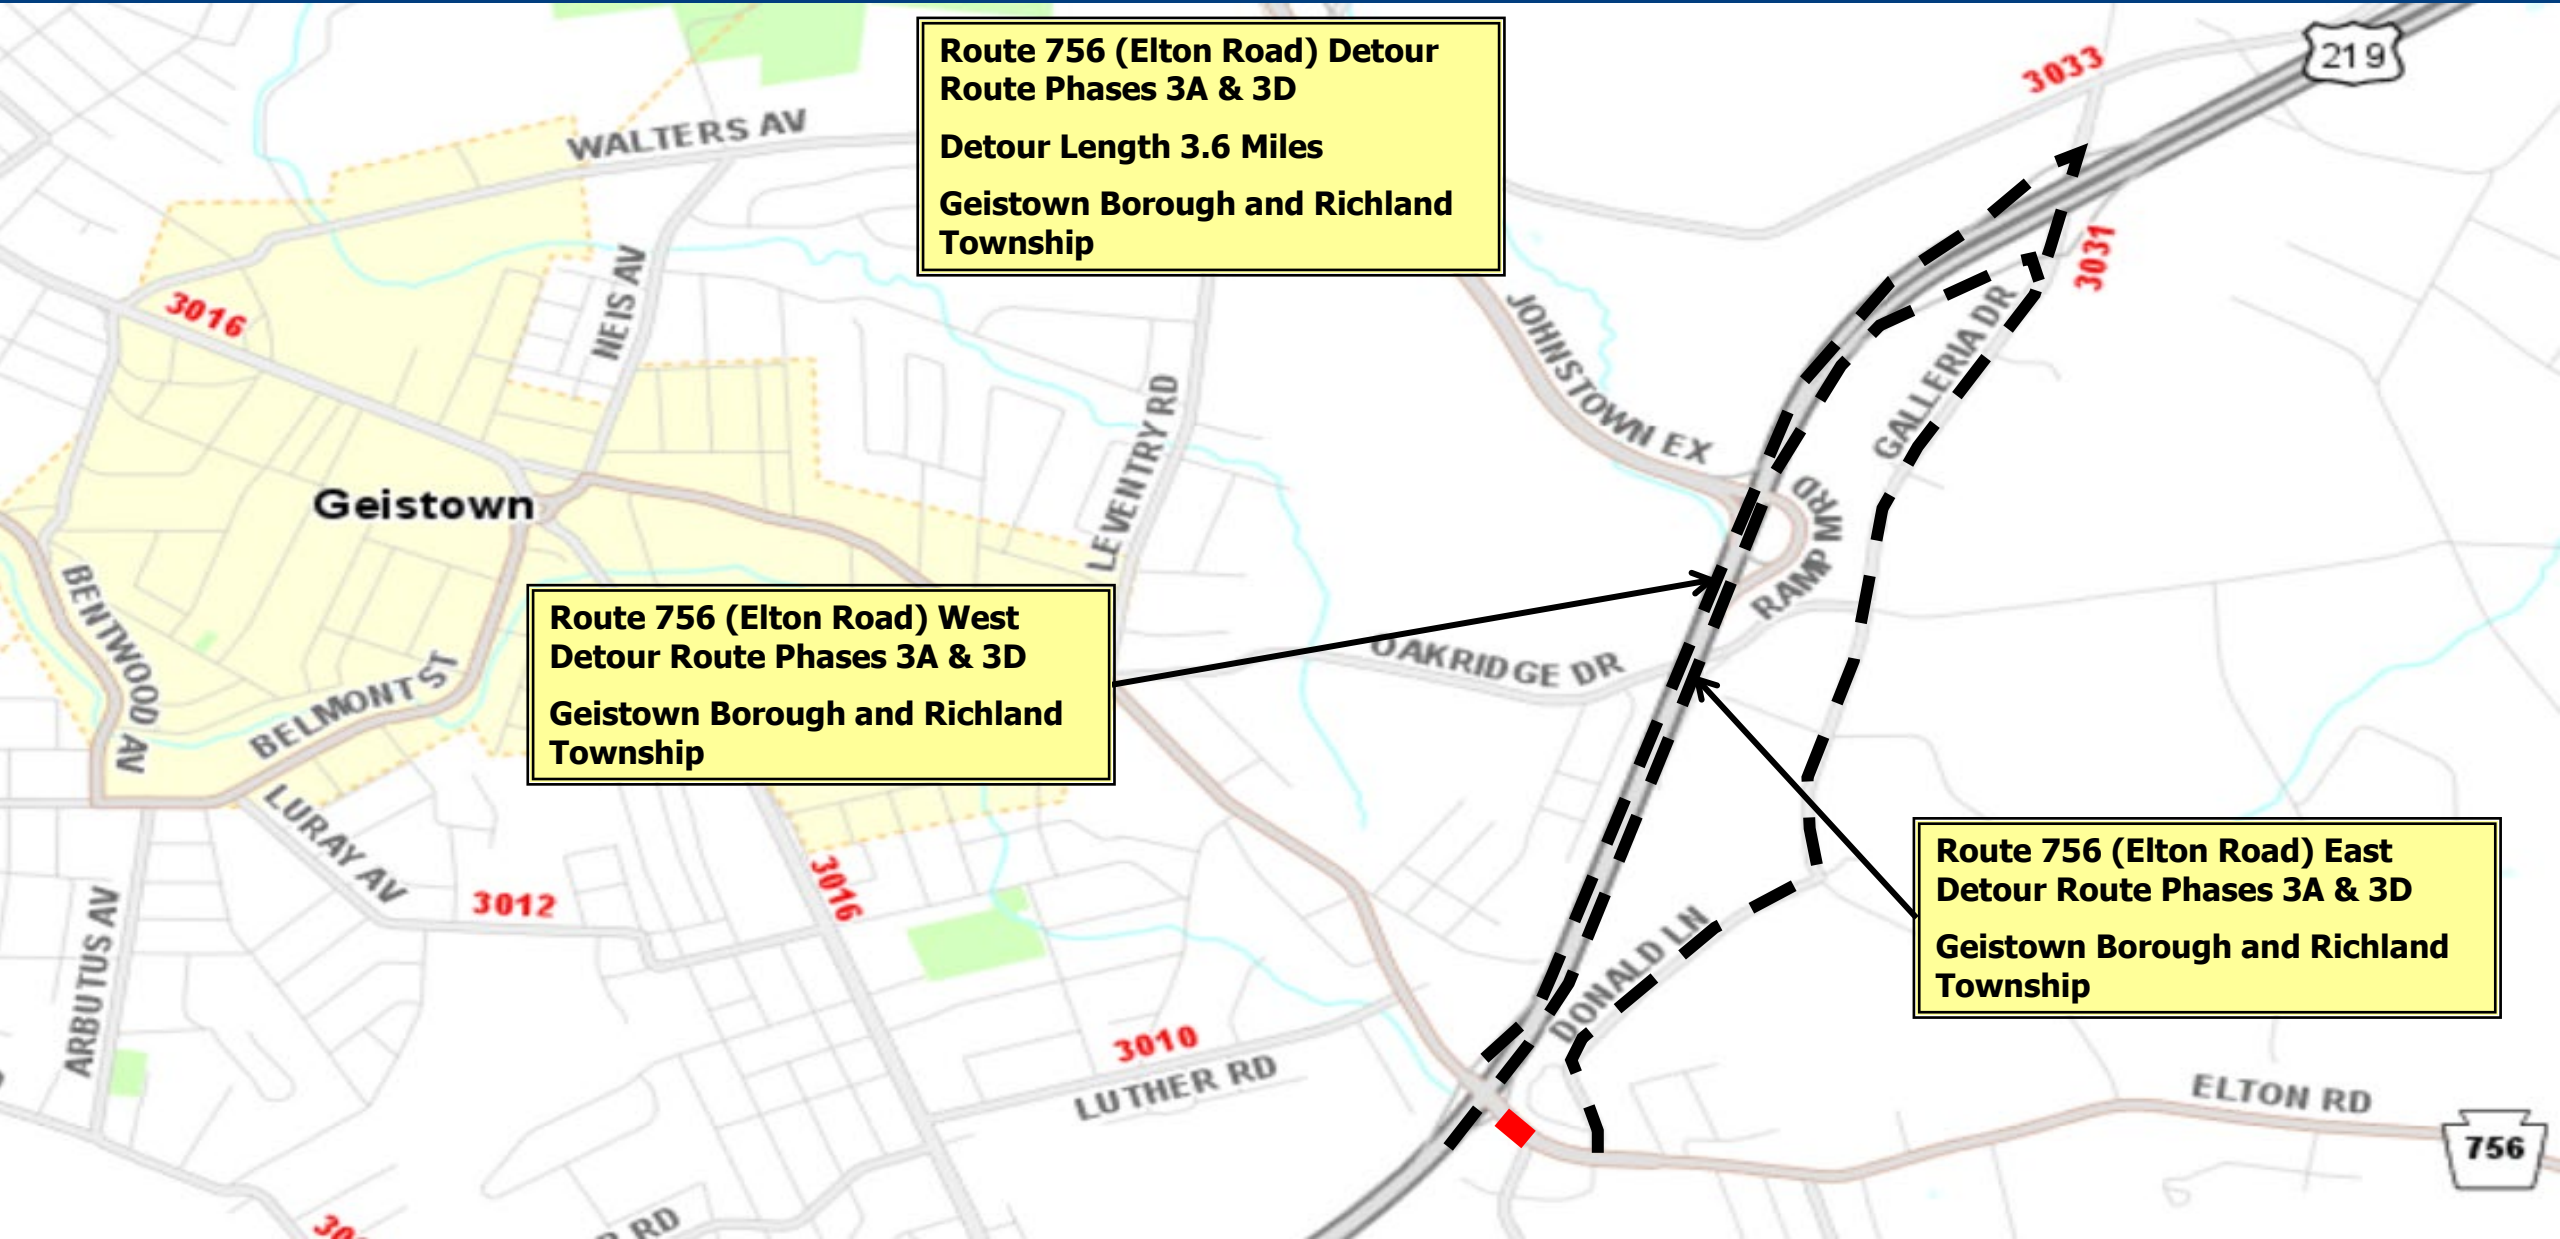 Route 756 (Elton Road) Detour
Route Phases 3A & 3D
Detour Length 3.6 Miles
Geistown Borough and Richland
Township
219
3033
WALTERS AV
3031
NEIS AV
3016
JOHNSTOWN EX
GALLERIA DR
LEVENTRY RD
Geistown
RAMP
RD
BENTWOOD AV
Route 756 (Elton Road) West
Detour Route Phases 3A & 3D
Geistown Borough and Richland
Township
OAKRIDGE DR
BELMONT ST
LURAY AV
3012
3016
Route 756 (Elton Road) East
Detour Route Phases 3A & 3D
Geistown Borough and Richland
Township
ARBUTUS AV
DONALD LN
3010
LUTHER RD
ELTON RD
756
RD